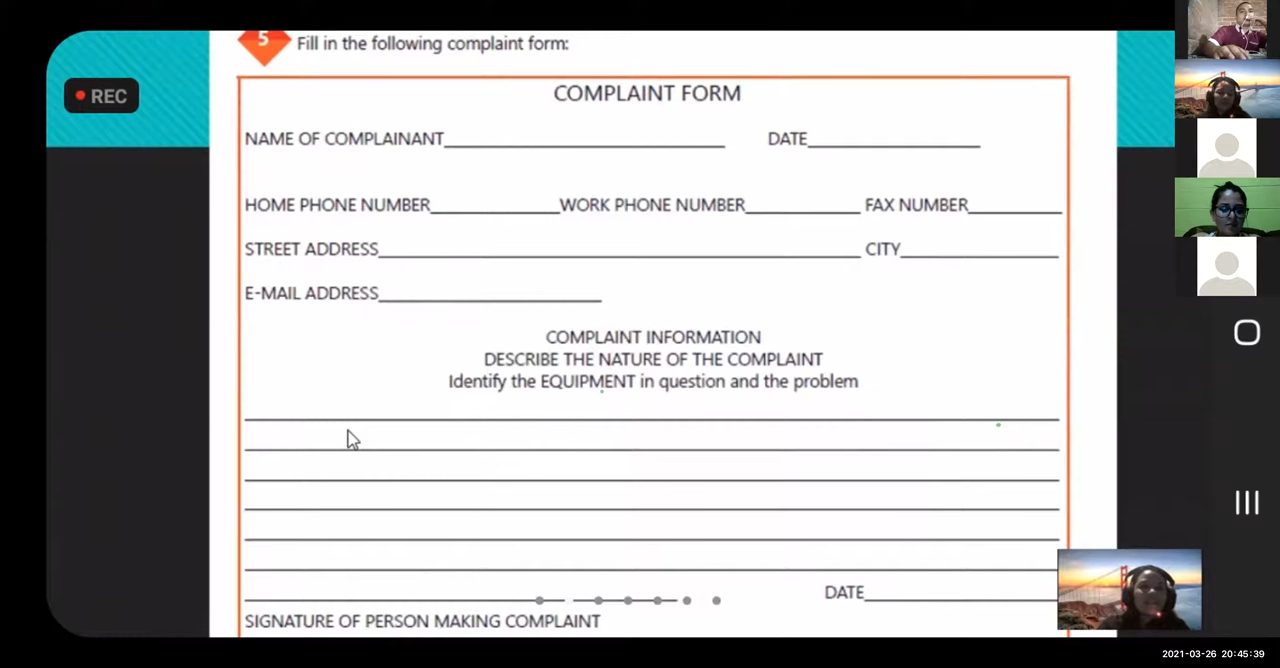 5 Fill in the following complaint form:
REC
COMPLAINT FORM
NAME OF COMPLAINANT DATE
HOME PHONE NUMBER WORK PHONE NUMBER FAX NUMBER
STREET ADDRESS CITY
E-MAIL ADDRESS
COMPLAINT INFORMATION
DESCRIBE THE NATURE OF THE COMPLAINT
Identify the EQUIPMENT in question and the problem
DATE
SIGNATURE OF PERSON MAKING COMPLAINT
2021-03-26 20:45:39